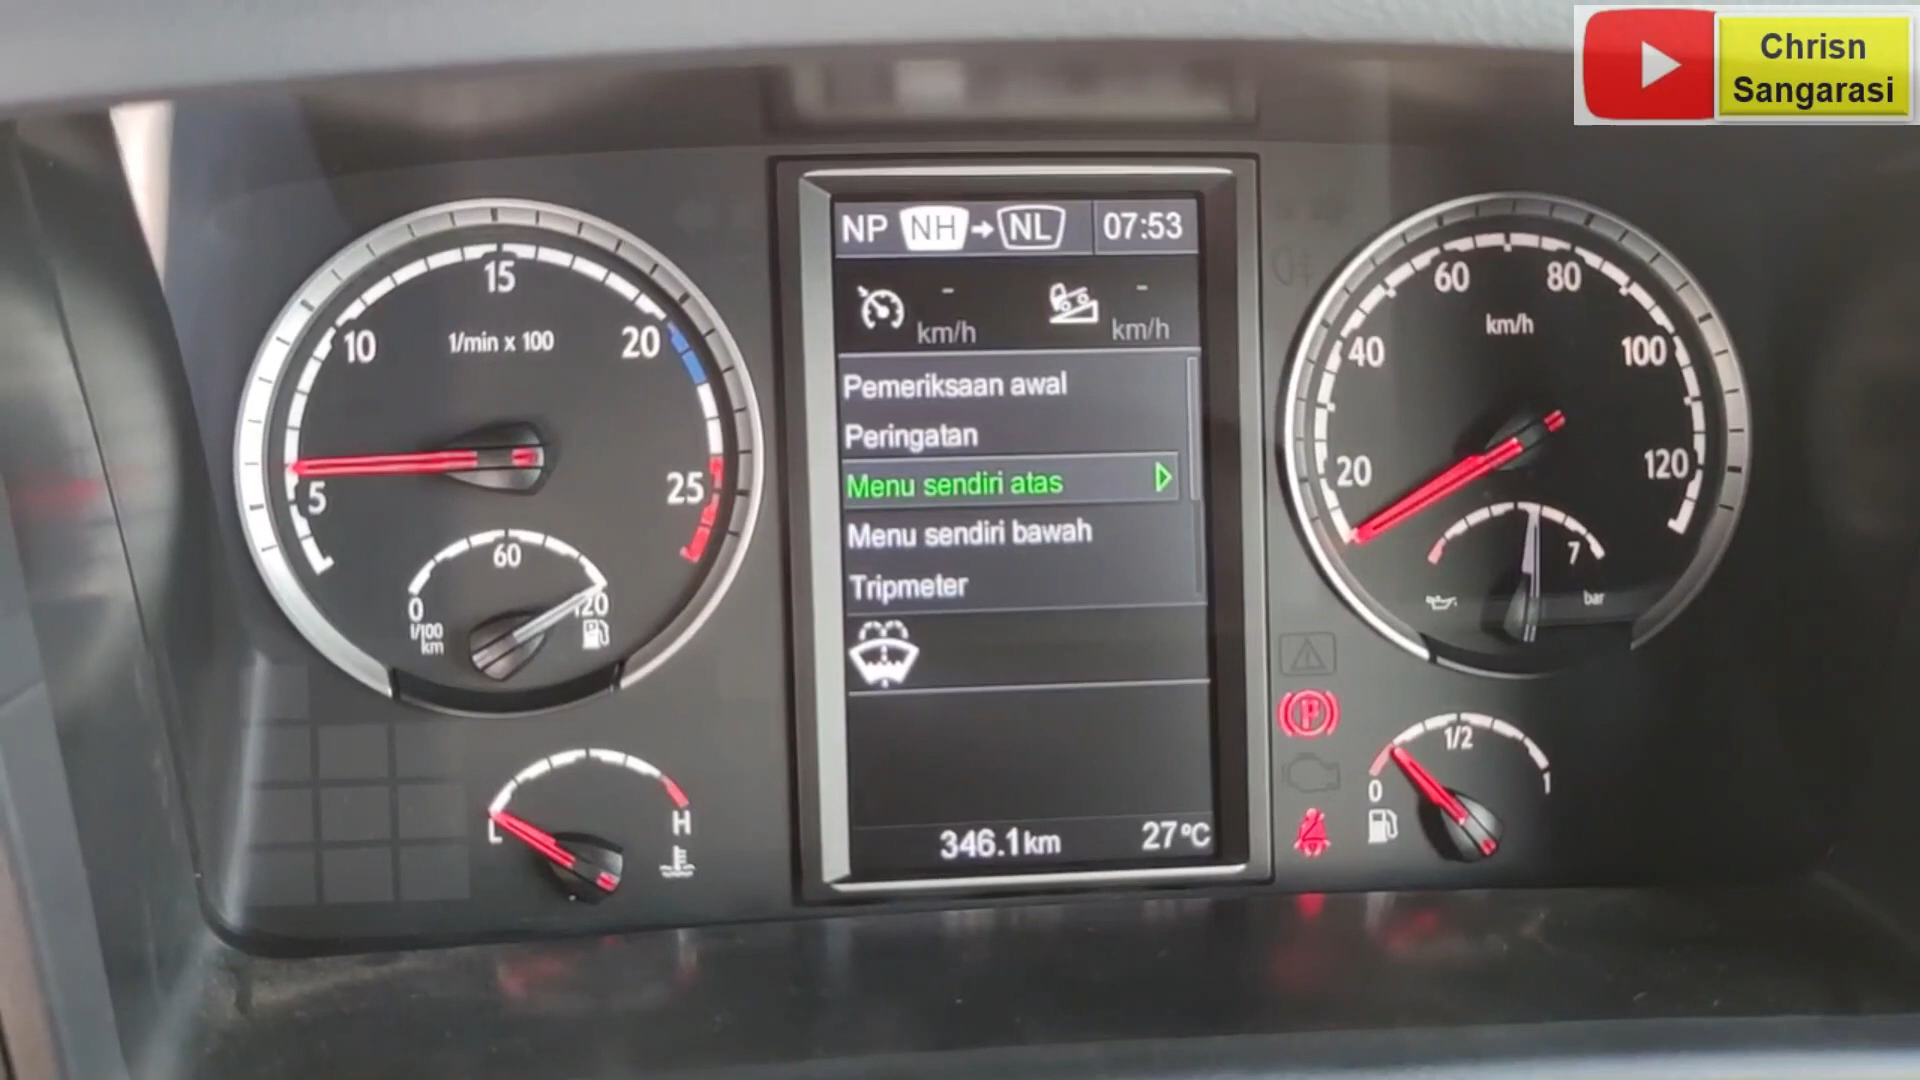 Chrisn
Sangarasi
NP NH → NL 07:53
- -
km/h km/h
Pemeriksaan awal
Peringatan
Menu sendiri atas
Menu sendiri bawah
Tripmeter
346.1km 27°C
5
10
15
20
25
1/min x 100
0
60
120
l/100
km
L
H
20
40
60
80
100
120
km/h
7
bar
P
0
1/2
1